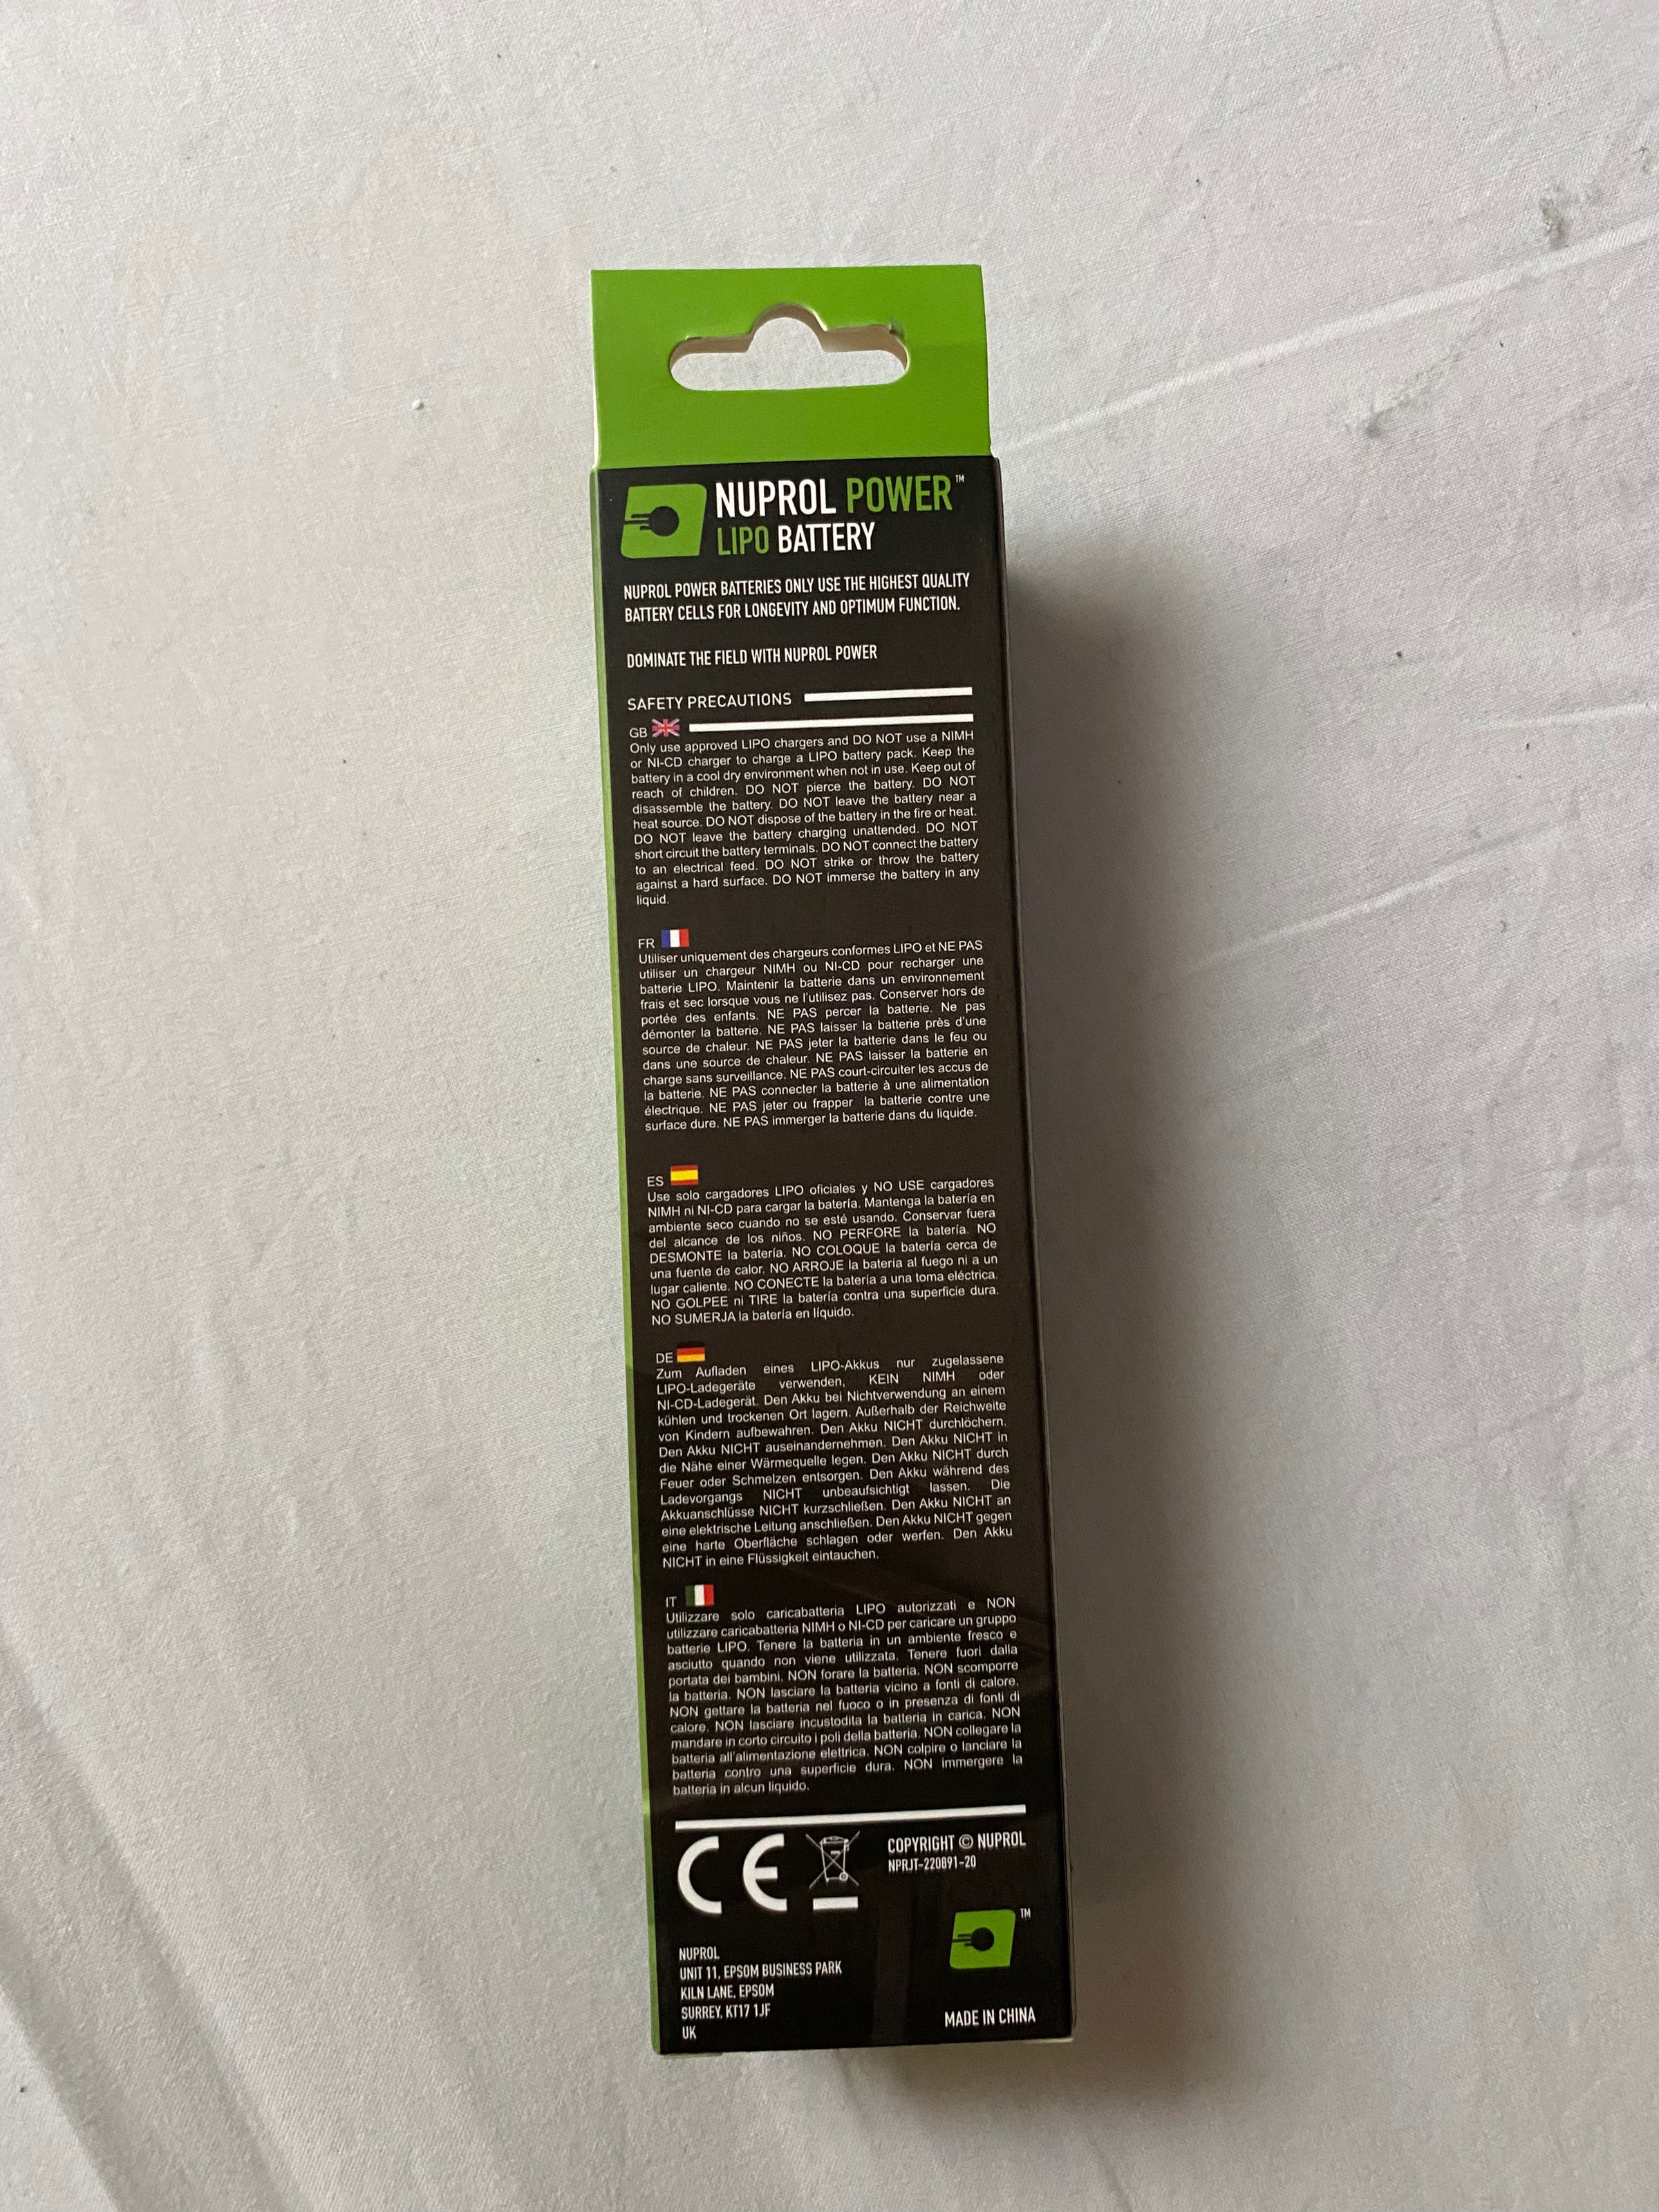 NUPROL POWER™
LIPO BATTERY
NUPROL POWER BATTERIES ONLY USE THE HIGHEST QUALITY
BATTERY CELLS FOR LONGEVITY AND OPTIMUM FUNCTION.
DOMINATE THE FIELD WITH NUPROL POWER
SAFETY PRECAUTIONS
GB
Only use approved LIPO chargers and DO NOT use a NIMH
or NI-CD charger to charge a LIPO battery pack. Keep the
battery in a cool dry environment when not in use. Keep out of
reach of children. DO NOT pierce the battery. DO NOT
disassemble the battery. DO NOT leave the battery near a
heat source. DO NOT dispose of the battery in the fire or heat.
DO NOT leave the battery charging unattended. DO NOT
short circuit the battery terminals. DO NOT connect the battery
to an electrical feed. DO NOT strike or throw the battery
against a hard surface. DO NOT immerse the battery in any
liquid.
FR
Utiliser uniquement des chargeurs conformes LIPO et NE PAS
utiliser un chargeur NIMH ou NI-CD pour recharger une
batterie LIPO. Maintenir la batterie dans un environnement
frais et sec lorsque vous ne l'utilisez pas. Conserver hors de
portée des enfants. NE PAS percer la batterie. Ne pas
démonter la batterie. NE PAS laisser la batterie près d'une
source de chaleur. NE PAS jeter la batterie dans le feu ou
dans une source de chaleur. NE PAS laisser la batterie en
charge sans surveillance. NE PAS court-circuiter les accus de
la batterie. NE PAS connecter la batterie à une alimentation
électrique. NE PAS jeter ou frapper la batterie contre une
surface dure. NE PAS immerger la batterie dans du liquide.
ES
Use solo cargadores LIPO oficiales y NO USE cargadores
NIMH ni NI-CD para cargar la batería. Mantenga la batería en
ambiente seco cuando no se esté usando. Conservar fuera
del alcance de los niños. NO PERFORE la batería. NO
DESMONTE la batería. NO COLOQUE la batería cerca de
una fuente de calor. NO ARROJE la batería al fuego ni a un
lugar caliente. NO CONECTE la batería a una toma eléctrica.
NO GOLPEE ni TIRE la batería contra una superficie dura.
NO SUMERJA la batería en líquido.
DE
Zum Aufladen eines LIPO-Akkus nur zugelassene
LIPO-Ladegeräte verwenden, KEIN NIMH oder
NI-CD-Ladegerät. Den Akku bei Nichtverwendung an einem
kühlen und trockenen Ort lagern. Außerhalb der Reichweite
von Kindern aufbewahren. Den Akku NICHT durchlöchern.
Den Akku NICHT auseinandernehmen. Den Akku NICHT in
die Nähe einer Wärmequelle legen. Den Akku NICHT durch
Feuer oder Schmelzen entsorgen. Den Akku während des
Ladevorgangs NICHT unbeaufsichtigt lassen. Die
Akkuanschlüsse NICHT kurzschließen. Den Akku NICHT an
eine elektrische Leitung anschließen. Den Akku NICHT gegen
eine harte Oberfläche schlagen oder werfen. Den Akku
NICHT in eine Flüssigkeit eintauchen.
IT
Utilizzare solo caricabatteria LIPO autorizzati e NON
utilizzare caricabatteria NIMH o NI-CD per caricare un gruppo
batterie LIPO. Tenere la batteria in un ambiente fresco e
asciutto quando non viene utilizzata. Tenere fuori dalla
portata dei bambini. NON forare la batteria. NON scomporre
la batteria. NON lasciare la batteria vicino a fonti di calore.
NON gettare la batteria nel fuoco o in presenza di fonti di
calore. NON lasciare incustodita la batteria in carica. NON
mandare in corto circuito i poli della batteria. NON collegare la
batteria all'alimentazione elettrica. NON colpire o lanciare la
batteria contro una superficie dura. NON immergere la
batteria in alcun liquido.
CE
COPYRIGHT © NUPROL
NPRJT-220891-20
TM
NUPROL
UNIT 11, EPSOM BUSINESS PARK
KILN LANE, EPSOM
SURREY, KT17 1JF
UK
MADE IN CHINA